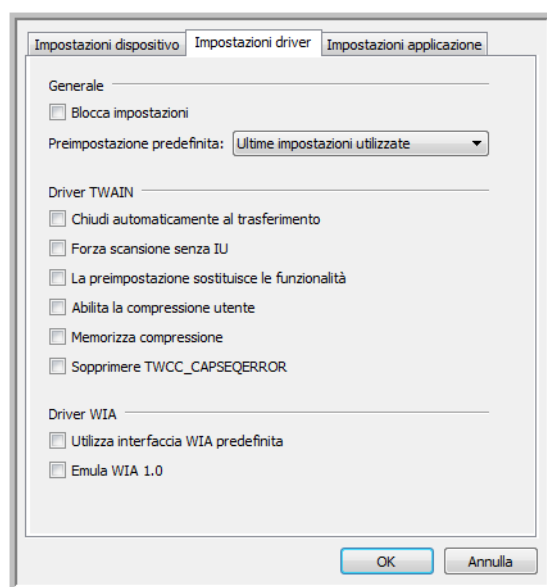 Impostazioni dispositivo Impostazioni driver Impostazioni applicazione
Generale
Blocca impostazioni
Preimpostazione predefinita: Ultime impostazioni utilizzate
Driver TWAIN
Chiudi automaticamente al trasferimento
Forza scansione senza IU
La preimpostazione sostituisce le funzionalità
Abilita la compressione utente
Memorizza compressione
Sopprimere TWCC_CAPSEQERROR
Driver WIA
Utilizza interfaccia WIA predefinita
Emula WIA 1.0
OK Annulla